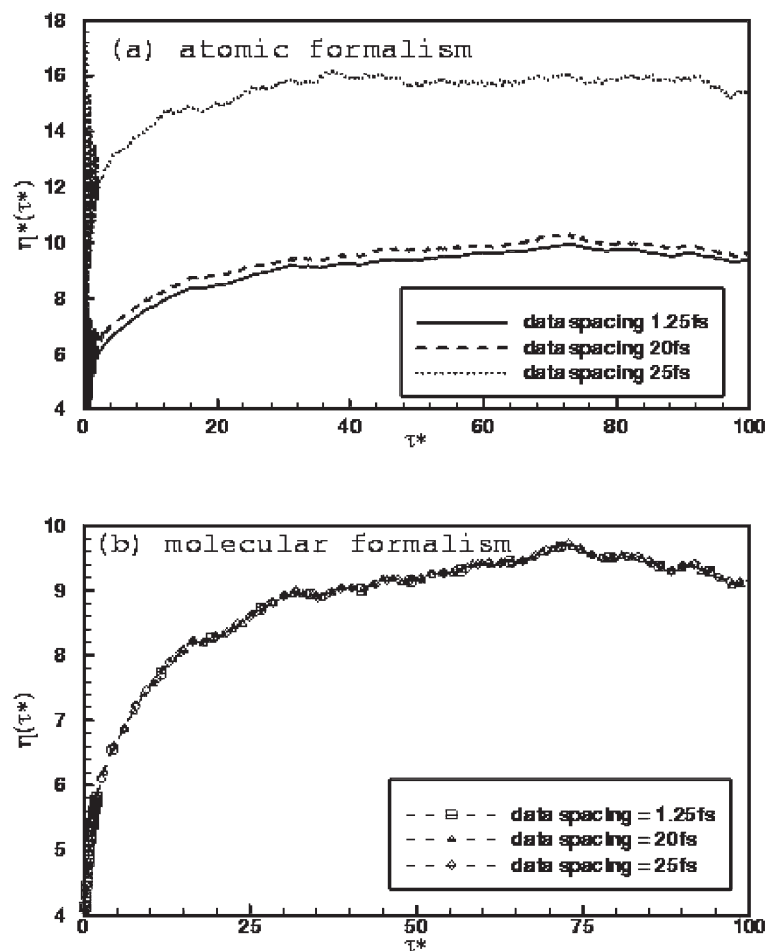 18
(a) atomic formalism
16
14
12
η*(τ*)
10
8
6
4
data spacing 1.25fs
data spacing 20fs
data spacing 25fs
0 20 40 60 80 100
τ*
10
(b) molecular formalism
9
8
η(τ*)
7
6
5
4
data spacing = 1.25fs
data spacing = 20fs
data spacing = 25fs
0 25 50 75 100
τ*